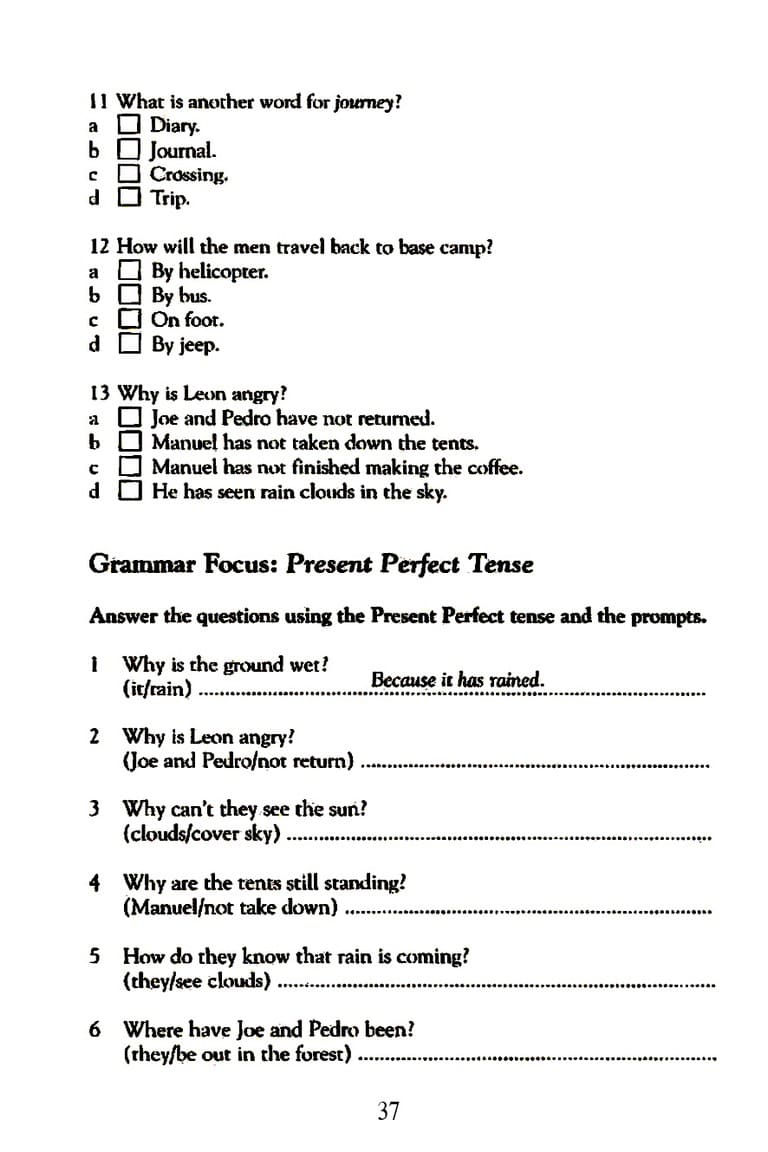 11 What is another word for journey?
a □ Diary.
b □ Journal.
c □ Crossing.
d □ Trip.
12 How will the men travel back to base camp?
a □ By helicopter.
b □ By bus.
c □ On foot.
d □ By jeep.
13 Why is Leon angry?
a □ Joe and Pedro have not returned.
b □ Manuel has not taken down the tents.
c □ Manuel has not finished making the coffee.
d □ He has seen rain clouds in the sky.
Grammar Focus: Present Perfect Tense
Answer the questions using the Present Perfect tense and the prompts.
1 Why is the ground wet?
(it/rain) .............................. Because it has rained. ..............................
2 Why is Leon angry?
(Joe and Pedro/not return) ..............................
3 Why can't they see the sun?
(clouds/cover sky) ..............................
4 Why are the tents still standing?
(Manuel/not take down) ..............................
5 How do they know that rain is coming?
(they/see clouds) ..............................
6 Where have Joe and Pedro been?
(they/be out in the forest) ..............................
37